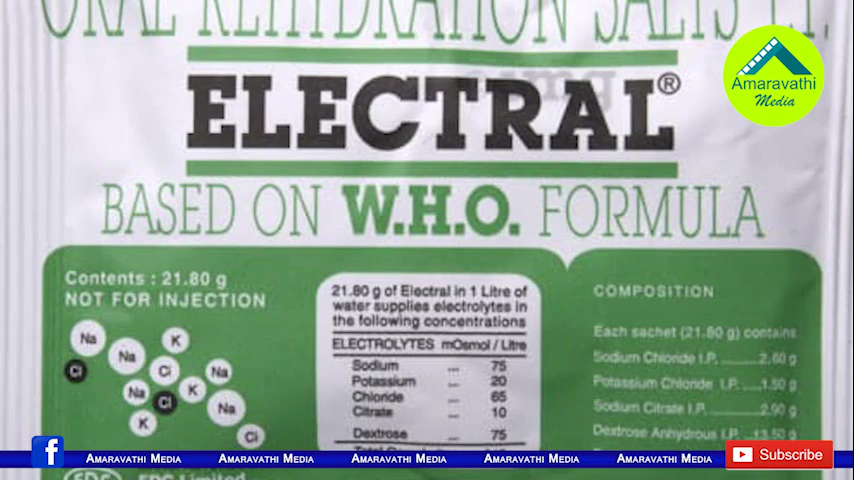 ORAL REHYDRATION SALTS I.P.
Amaravathi
Media
ELECTRAL®
BASED ON W.H.O. FORMULA
Contents : 21.80 g
NOT FOR INJECTION
Na
K
Na
Cl
Cl
Na
Na
K
Cl
Na
K
Cl
21.80 g of Electral in 1 Litre of
water supplies electrolytes in
the following concentrations
ELECTROLYTES mOsmol / Litre
Sodium ... 75
Potassium ... 20
Chloride ... 65
Citrate ... 10
Dextrose ... 75
COMPOSITION
Each sachet (21.80 g) contains
Sodium Chloride I.P. ........ 2.60 g
Potassium Chloride I.P. ..... 1.50 g
Sodium Citrate I.P. ........ 2.90 g
Dextrose Anhydrous I.P. ... 13.50 g
f
Amaravathi Media Amaravathi Media Amaravathi Media Amaravathi Media Amaravathi Media
Subscribe
FDC Limited